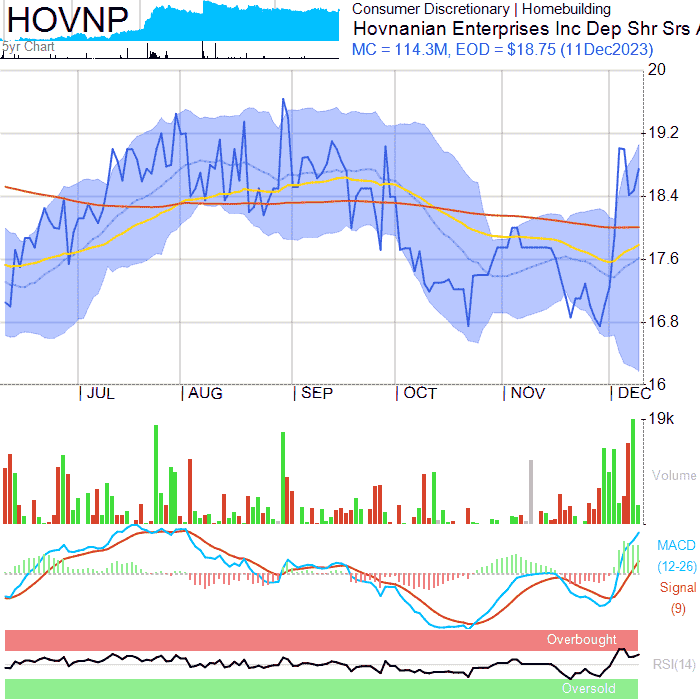 HOVNP
Consumer Discretionary | Homebuilding
Hovnanian Enterprises Inc Dep Shr Srs A
MC = 114.3M, EOD = $18.75 (11Dec2023)
5yr Chart
20
19.2
18.4
17.6
16.8
16
JUL AUG SEP OCT NOV DEC
19k
Volume
MACD
(12-26)
Signal
(9)
Overbought
RSI(14)
Oversold